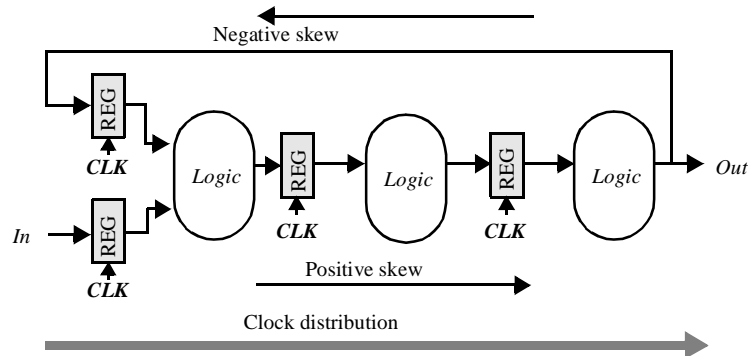 Negative skew
REG
CLK
Logic
REG
CLK
Logic
REG
CLK
Logic
Out
In
REG
CLK
Positive skew
Clock distribution